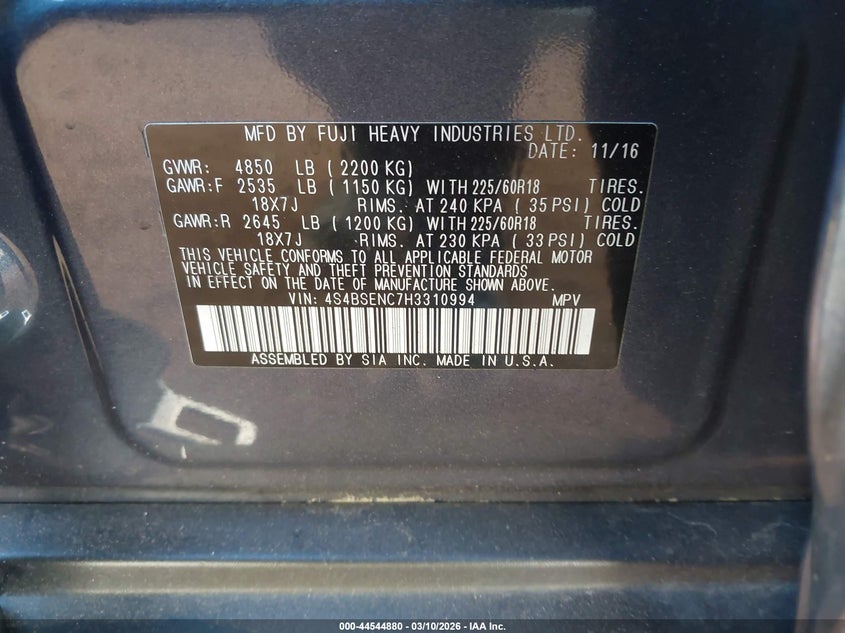 MFD BY FUJI HEAVY INDUSTRIES LTD.
DATE: 11/16
GVWR: 4850 LB ( 2200 KG)
GAWR:F 2535 LB ( 1150 KG) WITH 225/60R18 TIRES.
18X7J RIMS. AT 240 KPA ( 35 PSI) COLD
GAWR:R 2645 LB ( 1200 KG) WITH 225/60R18 TIRES.
18X7J RIMS. AT 230 KPA ( 33 PSI) COLD
THIS VEHICLE CONFORMS TO ALL APPLICABLE FEDERAL MOTOR
VEHICLE SAFETY AND THEFT PREVENTION STANDARDS
IN EFFECT ON THE DATE OF MANUFACTURE SHOWN ABOVE.
VIN: 4S4BSENC7H3310994 MPV
ASSEMBLED BY SIA INC. MADE IN U.S.A.
000-44544880 — 03/10/2026 — IAA Inc.